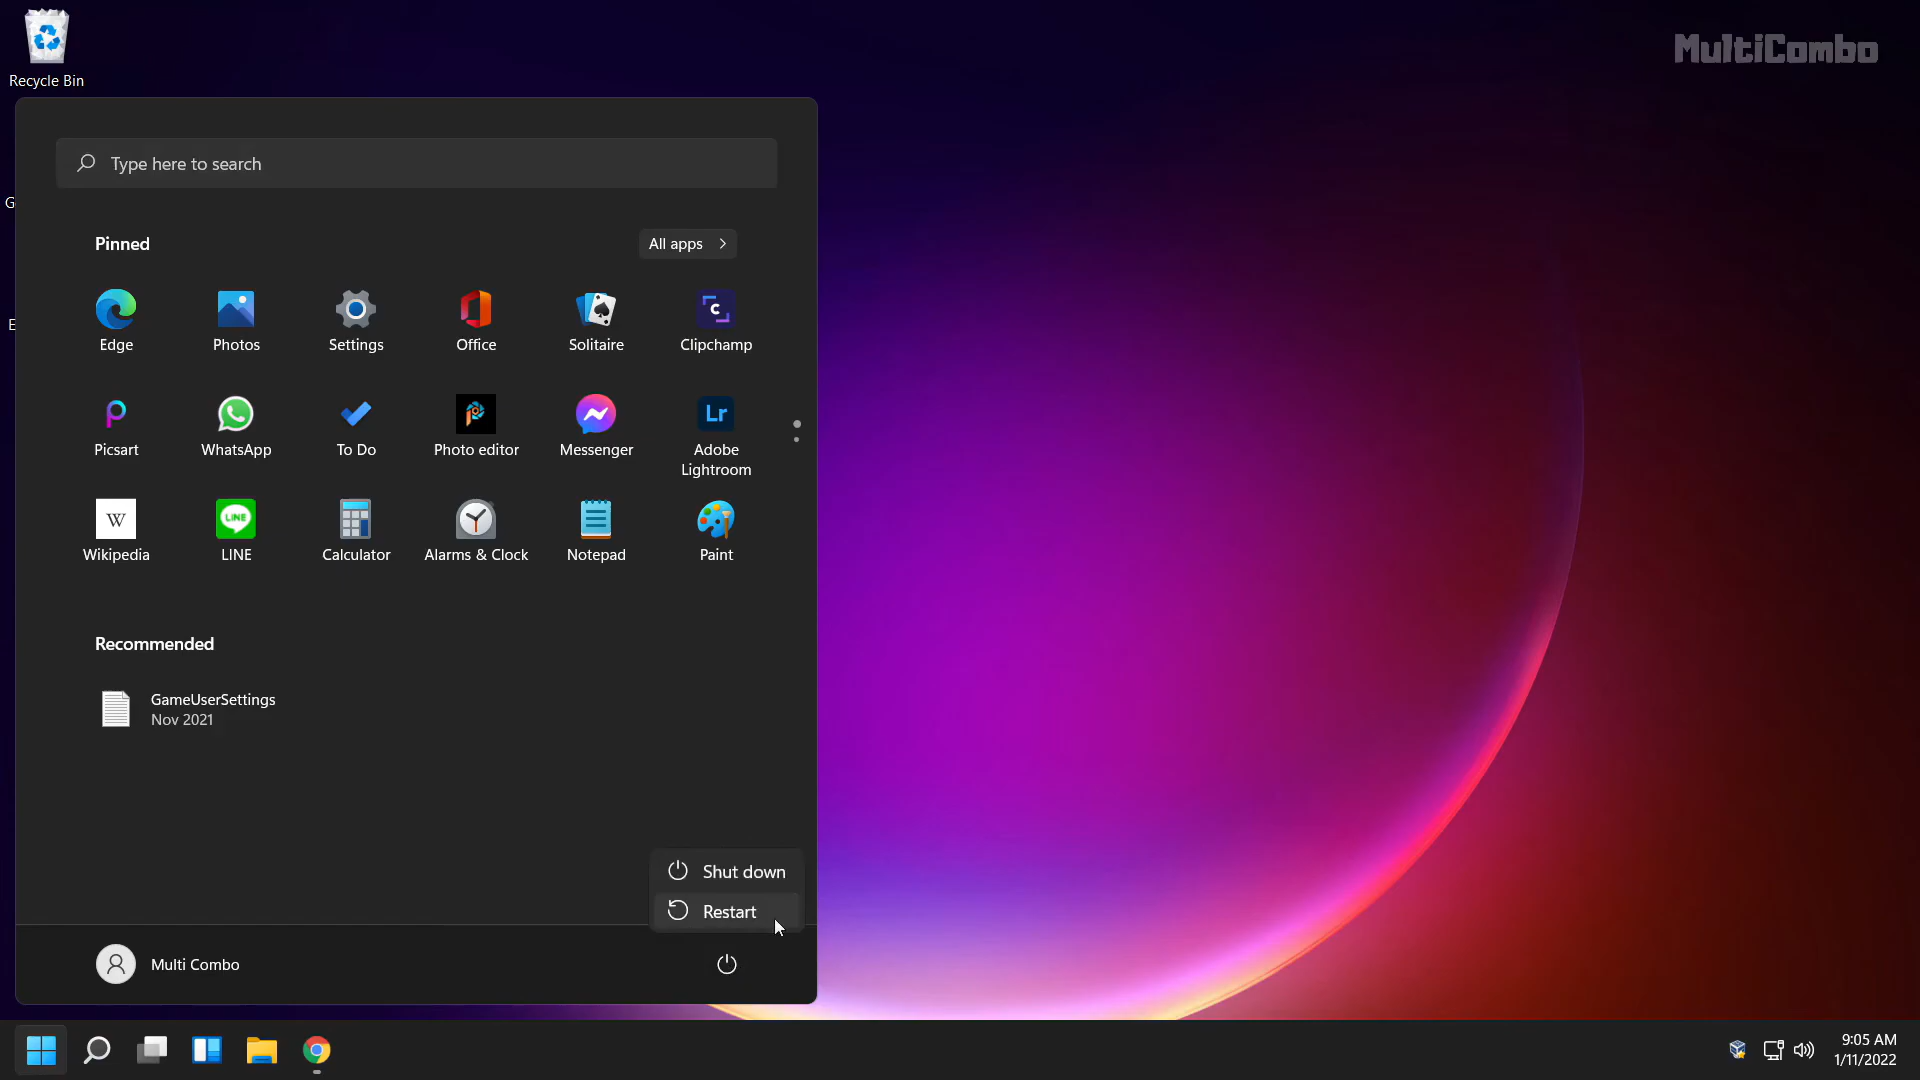 Recycle Bin
MultiCombo
Type here to search
G
Pinned
All apps
E
Edge
Photos
Settings
Office
Solitaire
Clipchamp
Picsart
WhatsApp
To Do
Photo editor
Messenger
Lr
Adobe
Lightroom
W
Wikipedia
LINE
LINE
Calculator
Alarms & Clock
Notepad
Paint
Recommended
GameUserSettings
Nov 2021
Shut down
Restart
Multi Combo
9:05 AM
1/11/2022